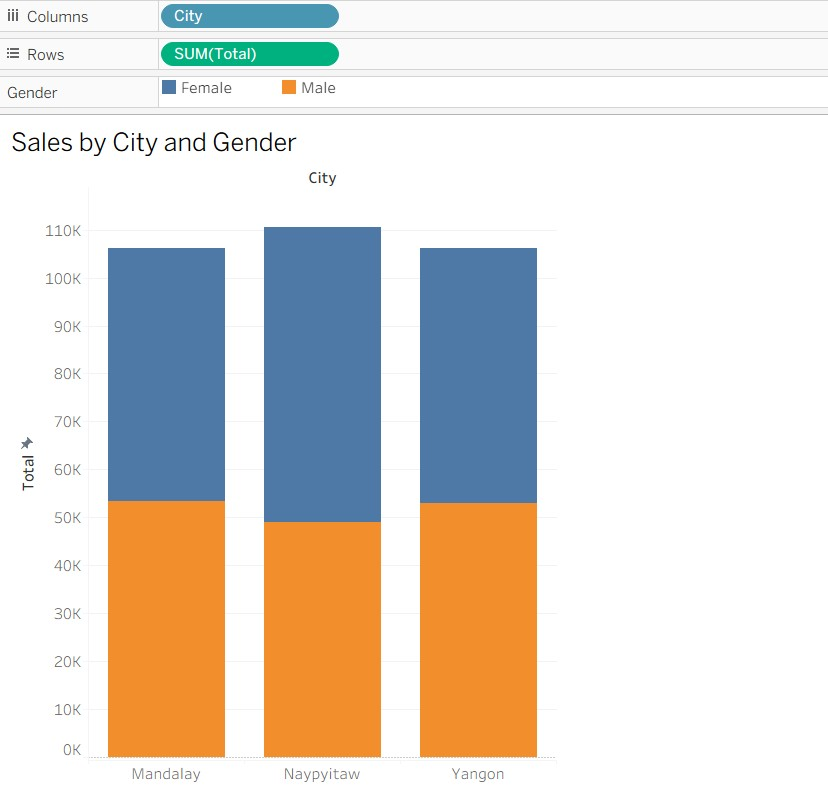 Columns City
Rows SUM(Total)
Gender Female Male
Sales by City and Gender
City
110K
100K
90K
80K
70K
60K
50K
40K
30K
20K
10K
0K
Total
Mandalay Naypyitaw Yangon